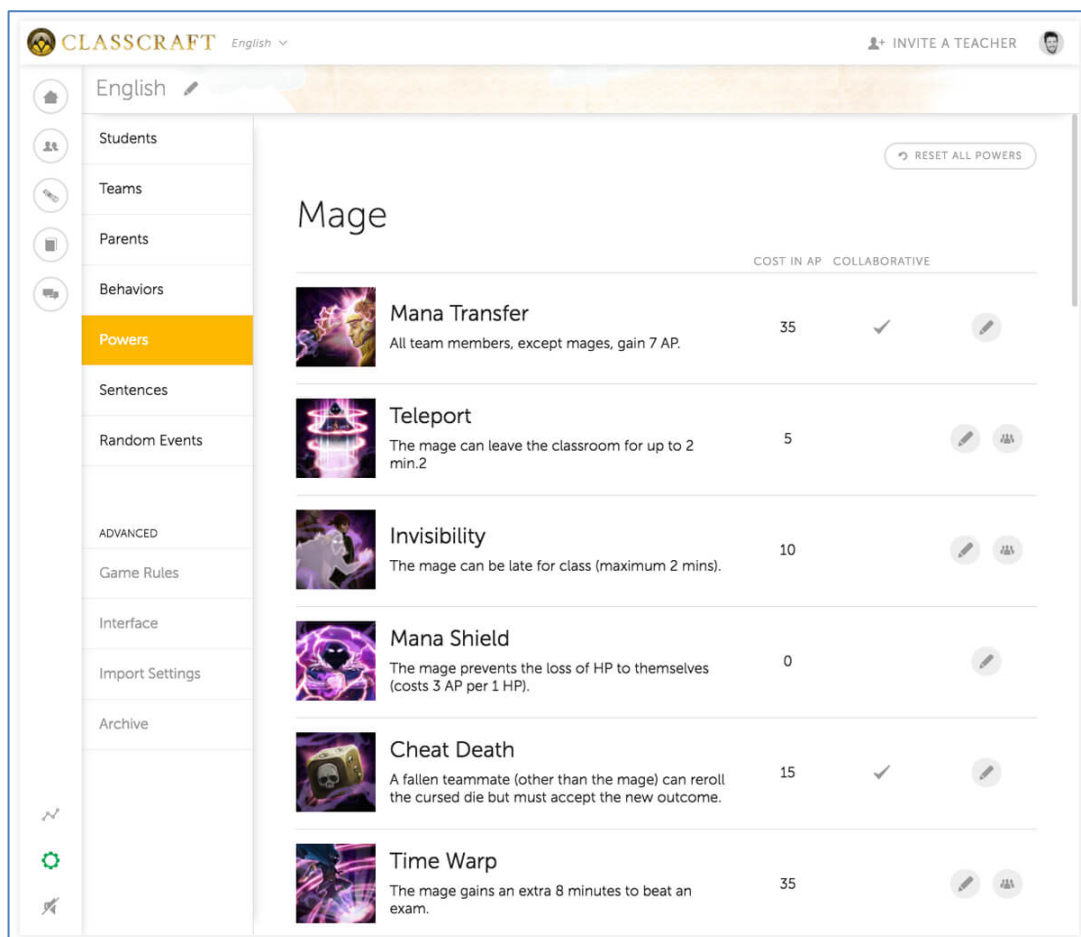 CLASSCRAFT English INVITE A TEACHER
English
Students
Teams
Parents
Behaviors
Powers
Sentences
Random Events
ADVANCED
Game Rules
Interface
Import Settings
Archive
RESET ALL POWERS
Mage
COST IN AP COLLABORATIVE
Mana Transfer
All team members, except mages, gain 7 AP.
35
Teleport
The mage can leave the classroom for up to 2
min.2
5
Invisibility
The mage can be late for class (maximum 2 mins).
10
Mana Shield
The mage prevents the loss of HP to themselves
(costs 3 AP per 1 HP).
0
Cheat Death
A fallen teammate (other than the mage) can reroll
the cursed die but must accept the new outcome.
15
Time Warp
The mage gains an extra 8 minutes to beat an
exam.
35